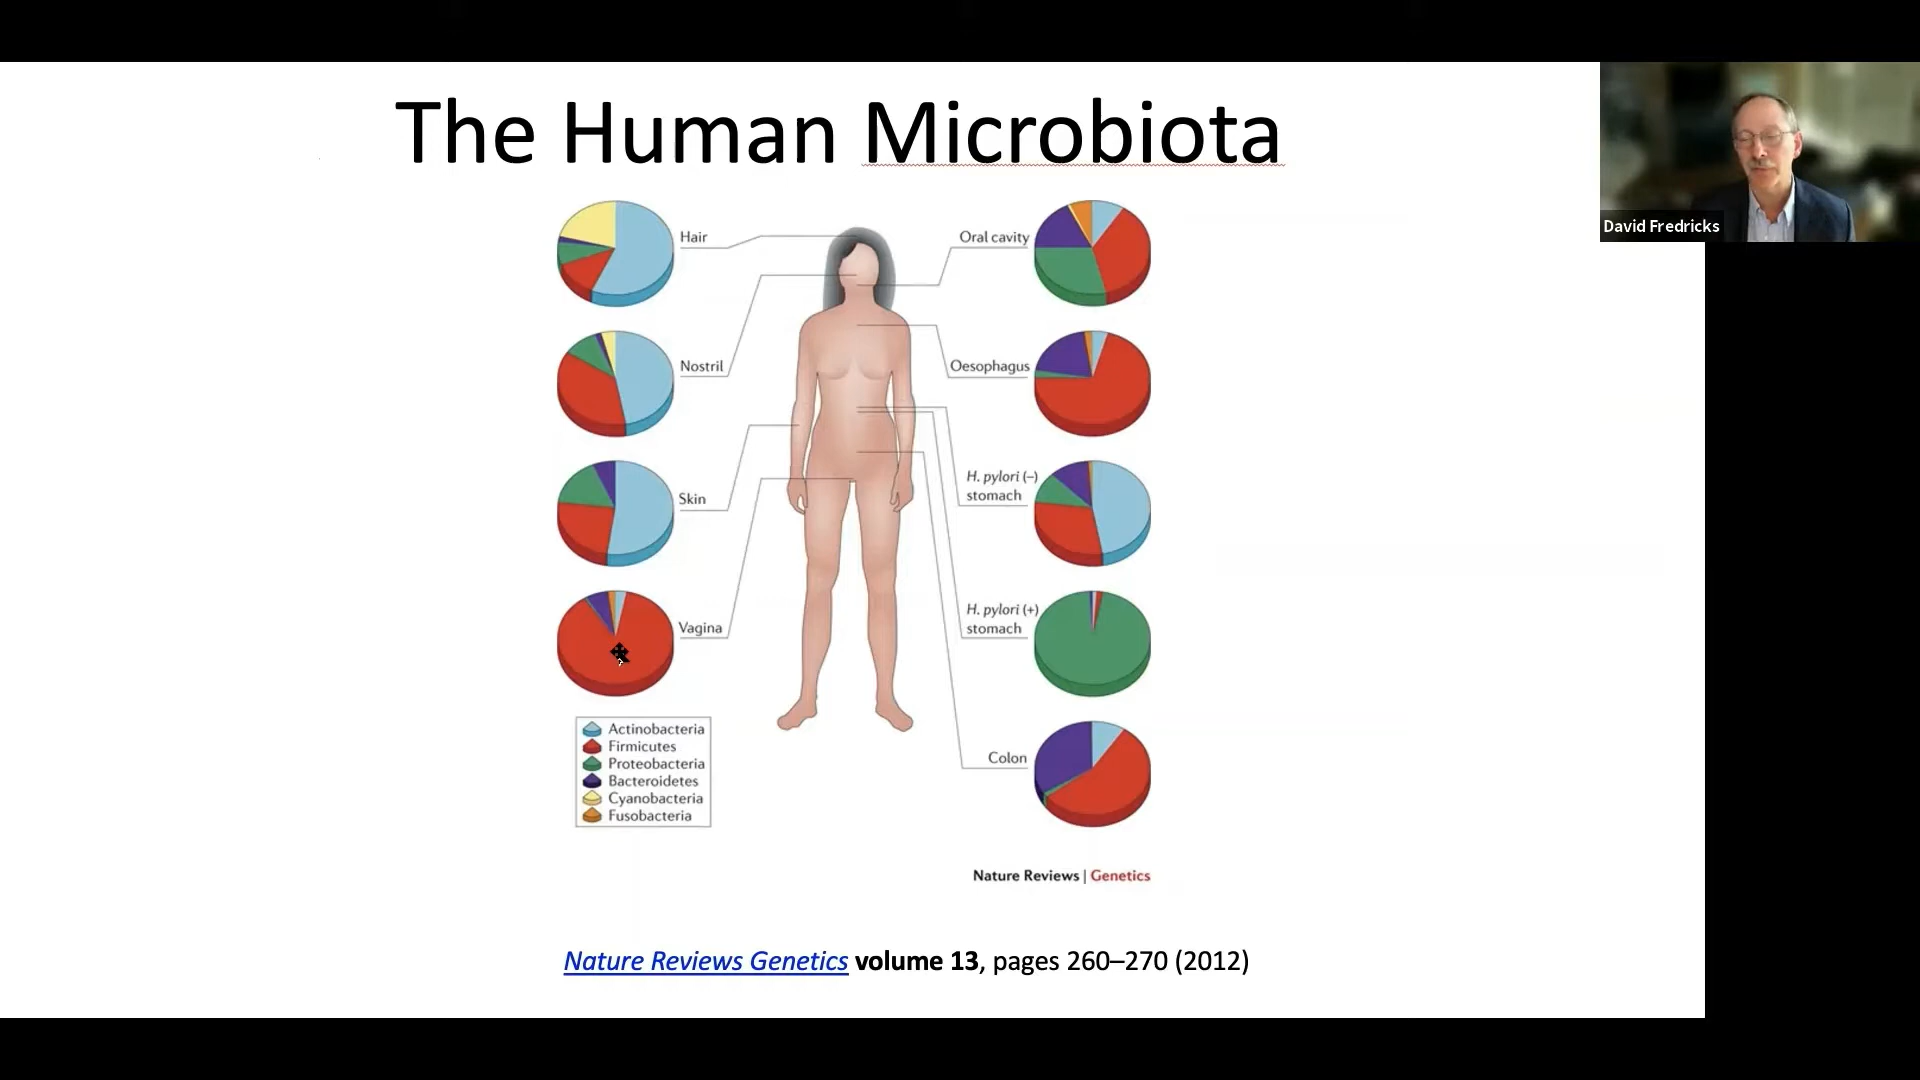 The Human Microbiota
David Fredricks
Hair
Oral cavity
Nostril
Oesophagus
Skin
H. pylori (−)
stomach
Vagina
H. pylori (+)
stomach
Colon
Actinobacteria
Firmicutes
Proteobacteria
Bacteroidetes
Cyanobacteria
Fusobacteria
Nature Reviews | Genetics
Nature Reviews Genetics volume 13, pages 260–270 (2012)